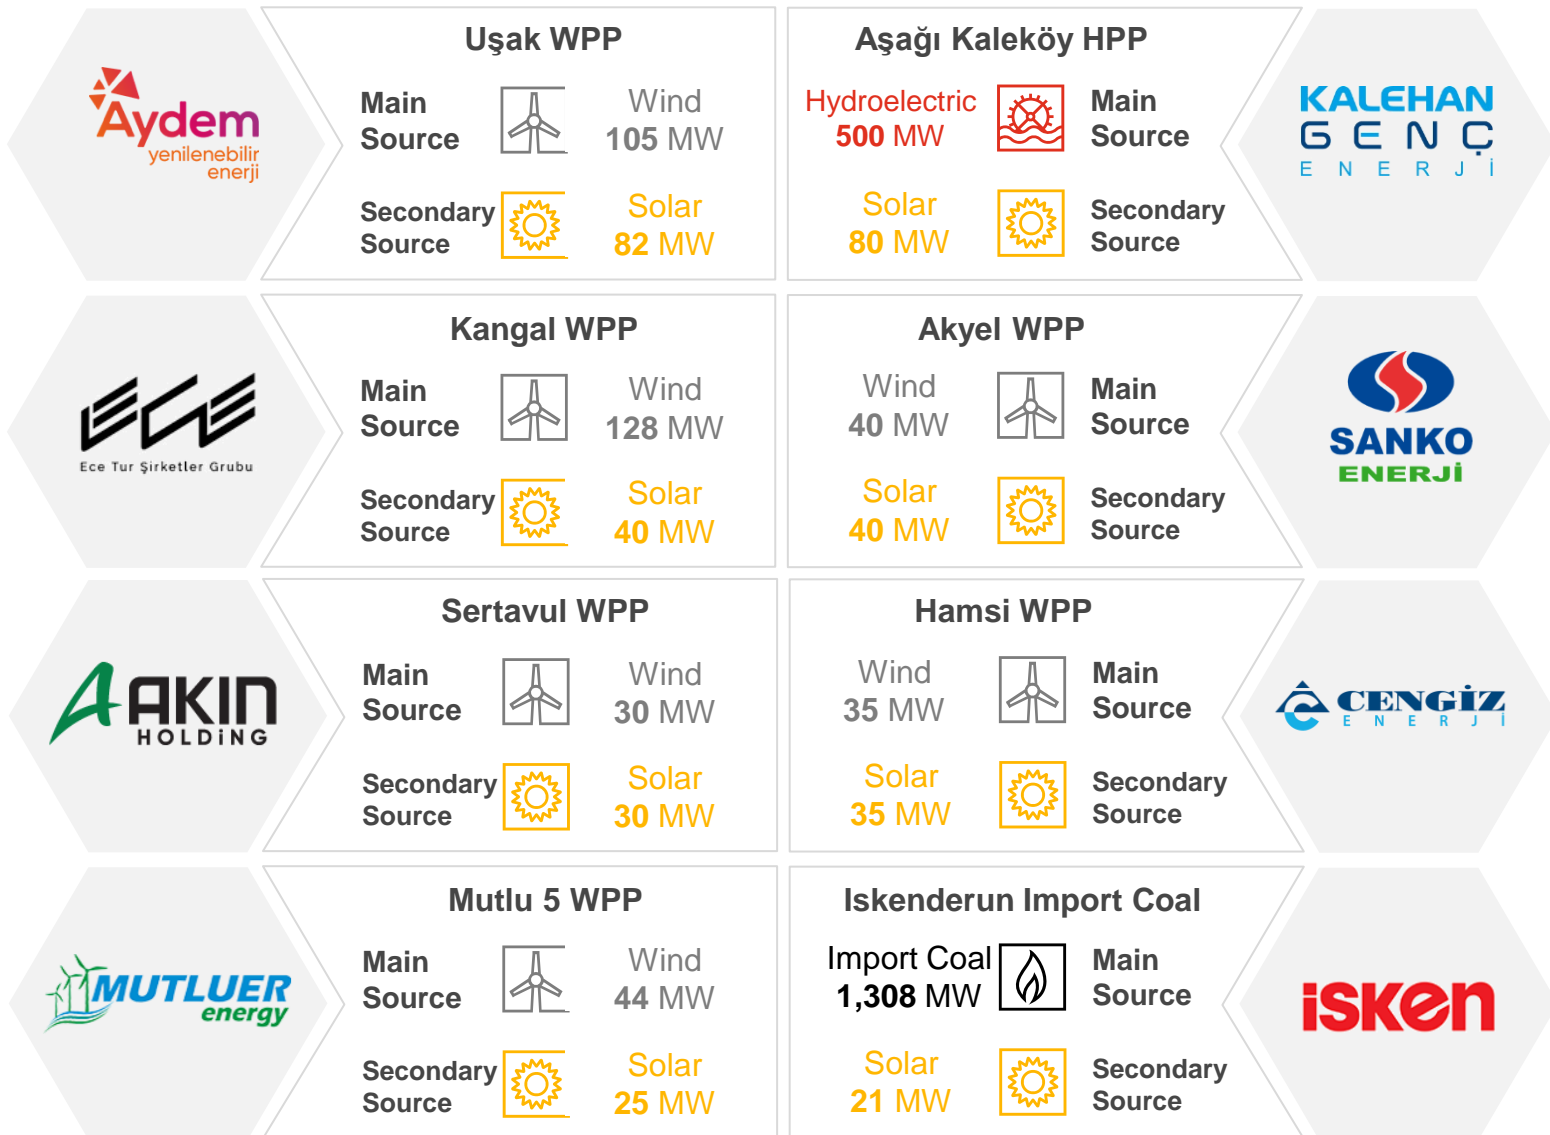 Aydem
yenilenebilir
enerji
Uşak WPP
Main
Source
Wind
105 MW
Secondary
Source
Solar
82 MW
Aşağı Kaleköy HPP
Hydroelectric
500 MW
Main
Source
Solar
80 MW
Secondary
Source
KALEHAN
GENÇ
ENERJİ
ECE
Ece Tur Şirketler Grubu
Kangal WPP
Main
Source
Wind
128 MW
Secondary
Source
Solar
40 MW
Akyel WPP
Wind
40 MW
Main
Source
Solar
40 MW
Secondary
Source
SANKO
ENERJİ
AKIN
HOLDiNG
Sertavul WPP
Main
Source
Wind
30 MW
Secondary
Source
Solar
30 MW
Hamsi WPP
Wind
35 MW
Main
Source
Solar
35 MW
Secondary
Source
CENGİZ
ENERJİ
MUTLUER
energy
Mutlu 5 WPP
Main
Source
Wind
44 MW
Secondary
Source
Solar
25 MW
Iskenderun Import Coal
Import Coal
1,308 MW
Main
Source
Solar
21 MW
Secondary
Source
isken